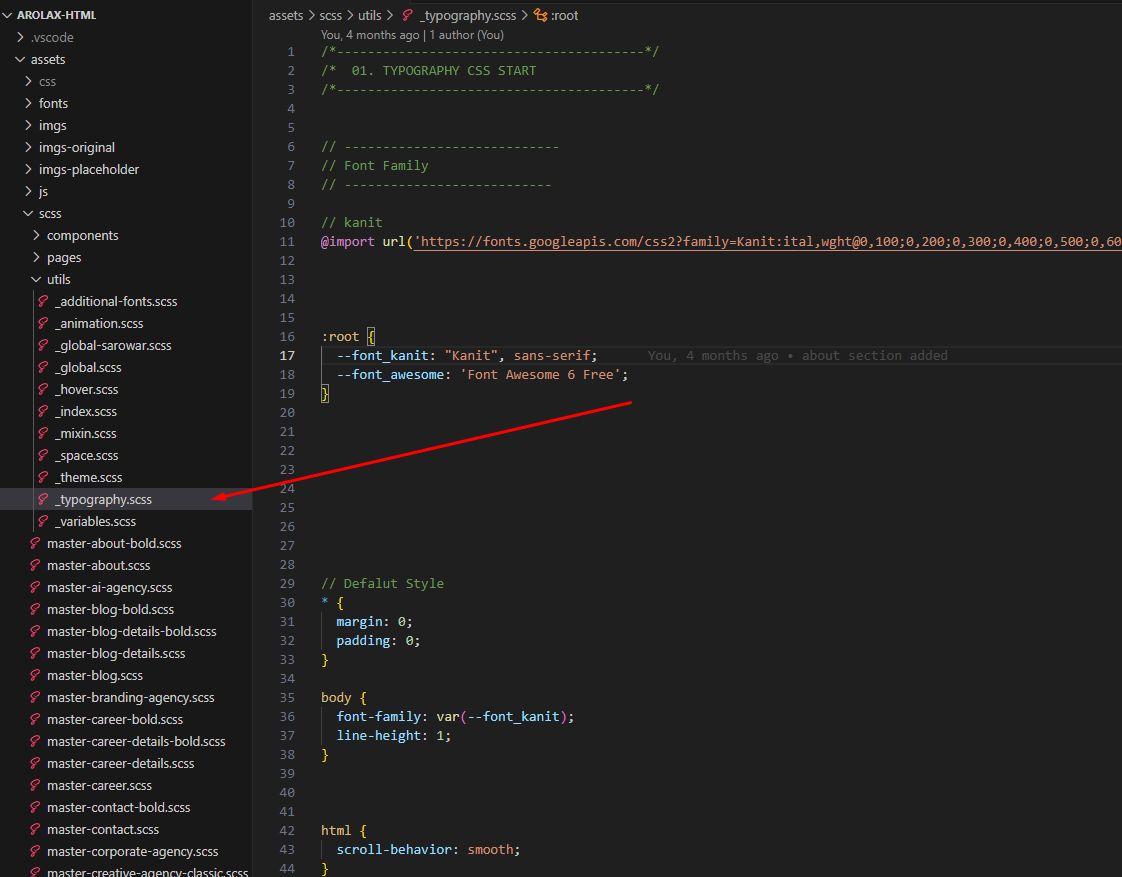 AROLAX-HTML
.vscode
assets
css
fonts
imgs
imgs-original
imgs-placeholder
js
scss
components
pages
utils
_additional-fonts.scss
_animation.scss
_global-sarowar.scss
_global.scss
_hover.scss
_index.scss
_mixin.scss
_space.scss
_theme.scss
_typography.scss
_variables.scss
master-about-bold.scss
master-about.scss
master-ai-agency.scss
master-blog-bold.scss
master-blog-details-bold.scss
master-blog-details.scss
master-blog.scss
master-branding-agency.scss
master-career-bold.scss
master-career-details-bold.scss
master-career-details.scss
master-career.scss
master-contact-bold.scss
master-contact.scss
master-corporate-agency.scss
master-creative-agency-classic.scss
assets > scss > utils > _typography.scss > :root
You, 4 months ago | 1 author (You)
1 /*----------------------------------------*/
2 /*  01. TYPOGRAPHY CSS START
3 /*----------------------------------------*/
4
5
6 // ----------------------------
7 // Font Family
8 // ---------------------------
9
10 // kanit
11 @import url('https://fonts.googleapis.com/css2?family=Kanit:ital,wght@0,100;0,200;0,300;0,400;0,500;0,60
12
13
14
15
16 :root {
17 --font_kanit: "Kanit", sans-serif; You, 4 months ago • about section added
18 --font_awesome: 'Font Awesome 6 Free';
19 }
20
21
22
23
24
25
26
27
28
29 // Defalut Style
30 * {
31 margin: 0;
32 padding: 0;
33 }
34
35 body {
36 font-family: var(--font_kanit);
37 line-height: 1;
38 }
39
40
41
42 html {
43 scroll-behavior: smooth;
44 }